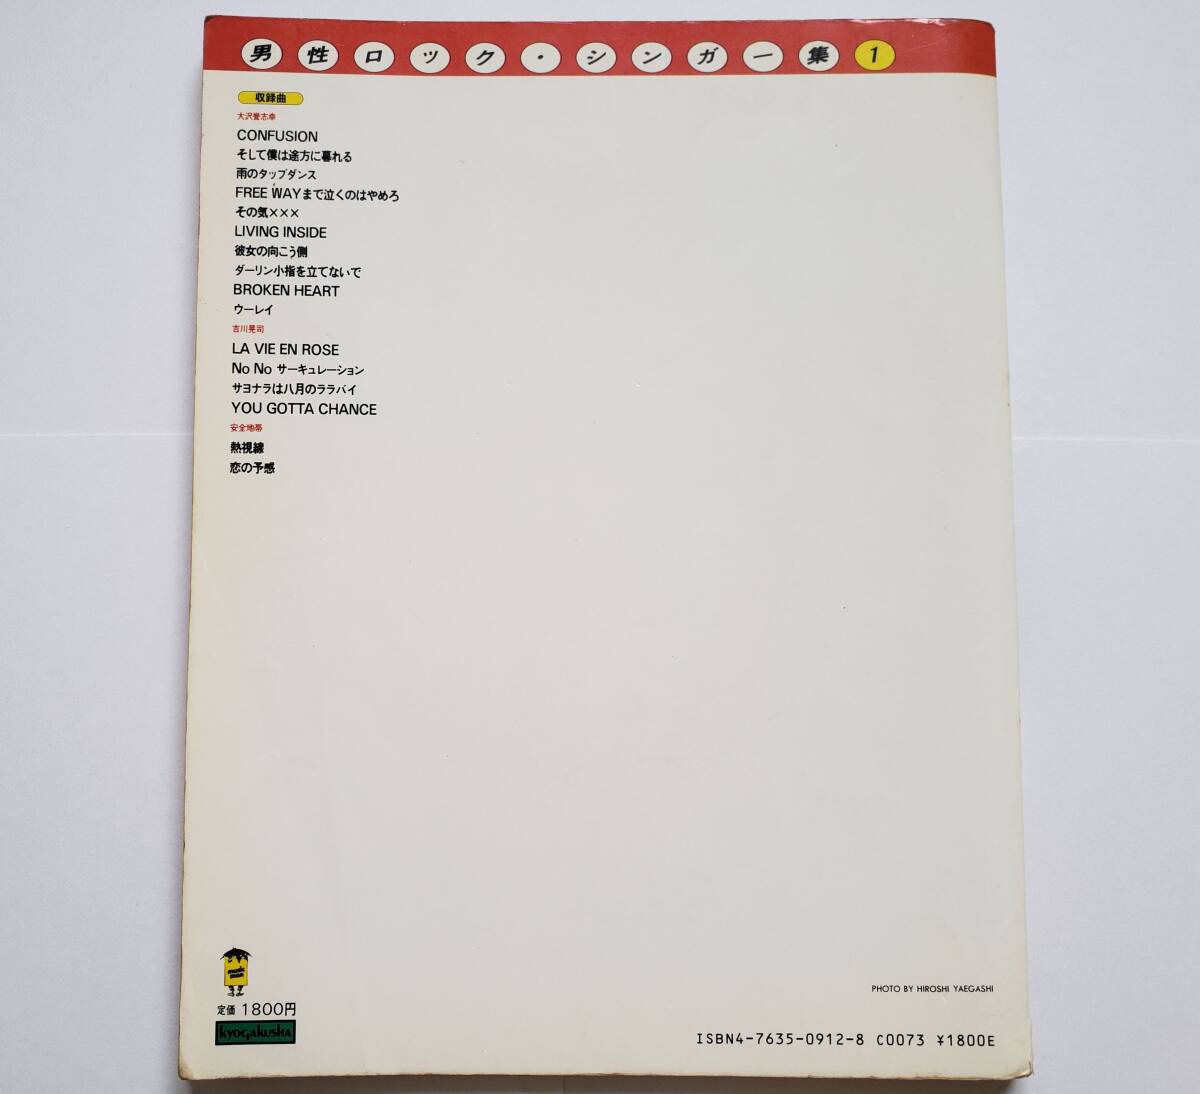 男性ロック・シンガー集1
収録曲
大沢誉志幸
CONFUSION
そして僕は途方に暮れる
雨のタップダンス
FREE WAYまで泣くのはやめろ
その気×××
LIVING INSIDE
彼女の向こう側
ダーリン小指を立てないで
BROKEN HEART
ウーレイ
吉川晃司
LA VIE EN ROSE
No No サーキュレーション
サヨナラは八月のララバイ
YOU GOTTA CHANCE
安全地帯
熱視線
恋の予感
music
man
定価 1800円
kyogakusha
PHOTO BY HIROSHI YAEGASHI
ISBN4-7635-0912-8 C0073 ¥1800E